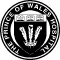 THE PRINCE OF WALES HOSPITAL